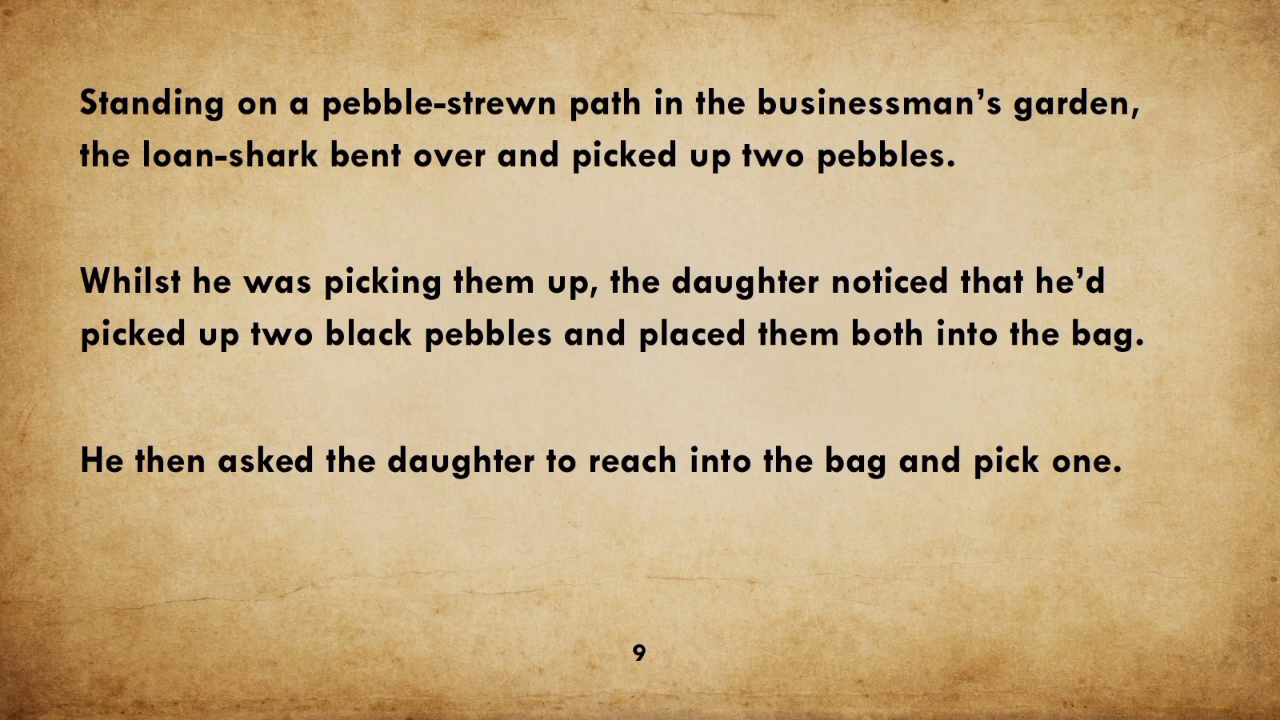 Standing on a pebble-strewn path in the businessman’s garden,
the loan-shark bent over and picked up two pebbles.
Whilst he was picking them up, the daughter noticed that he’d
picked up two black pebbles and placed them both into the bag.
He then asked the daughter to reach into the bag and pick one.
9